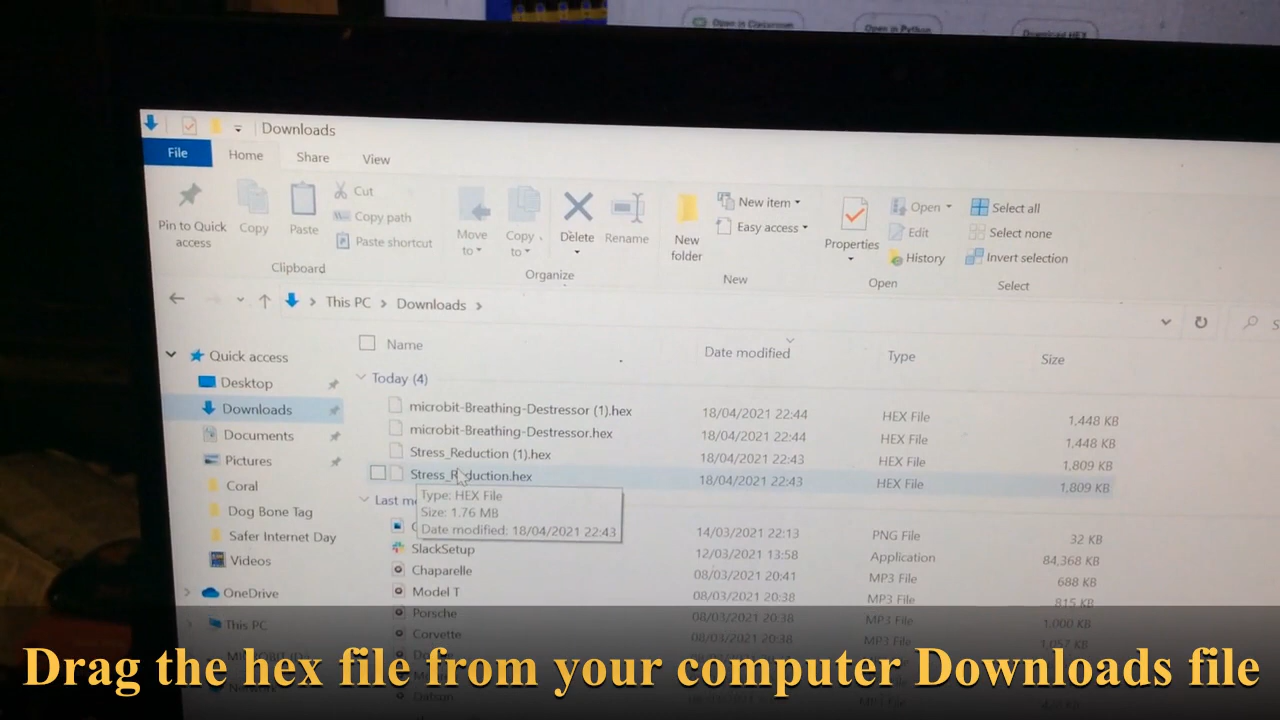 Open in Classroom
Open in Python
Download HEX
Downloads
File Home Share View
Pin to Quick access
Copy
Paste
Cut
Copy path
Paste shortcut
Clipboard
Move to
Copy to
Delete
Rename
Organize
New folder
New item
Easy access
New
Properties
Open
Edit
History
Open
Select all
Select none
Invert selection
Select
This PC > Downloads >
Quick access
Desktop
Downloads
Documents
Pictures
Coral
Dog Bone Tag
Safer Internet Day
Videos
OneDrive
This PC
Name Date modified Type Size
Today (4)
microbit-Breathing-Destressor (1).hex 18/04/2021 22:44 HEX File 1,448 KB
microbit-Breathing-Destressor.hex 18/04/2021 22:44 HEX File 1,448 KB
Stress_Reduction (1).hex 18/04/2021 22:43 HEX File 1,809 KB
Stress_Reduction.hex 18/04/2021 22:43 HEX File 1,809 KB
Type: HEX File
Size: 1.76 MB
Date modified: 18/04/2021 22:43
Last
14/03/2021 22:13 PNG File 32 KB
SlackSetup 12/03/2021 13:58 Application 84,368 KB
Chaparelle 08/03/2021 20:41 MP3 File 688 KB
Model T 08/03/2021 20:38 MP3 File 815 KB
Porsche 08/03/2021 20:38 MP3 File 1,000 KB
Corvette 08/03/2021 20:38 MP3 File 1,057 KB
Drag the hex file from your computer Downloads file